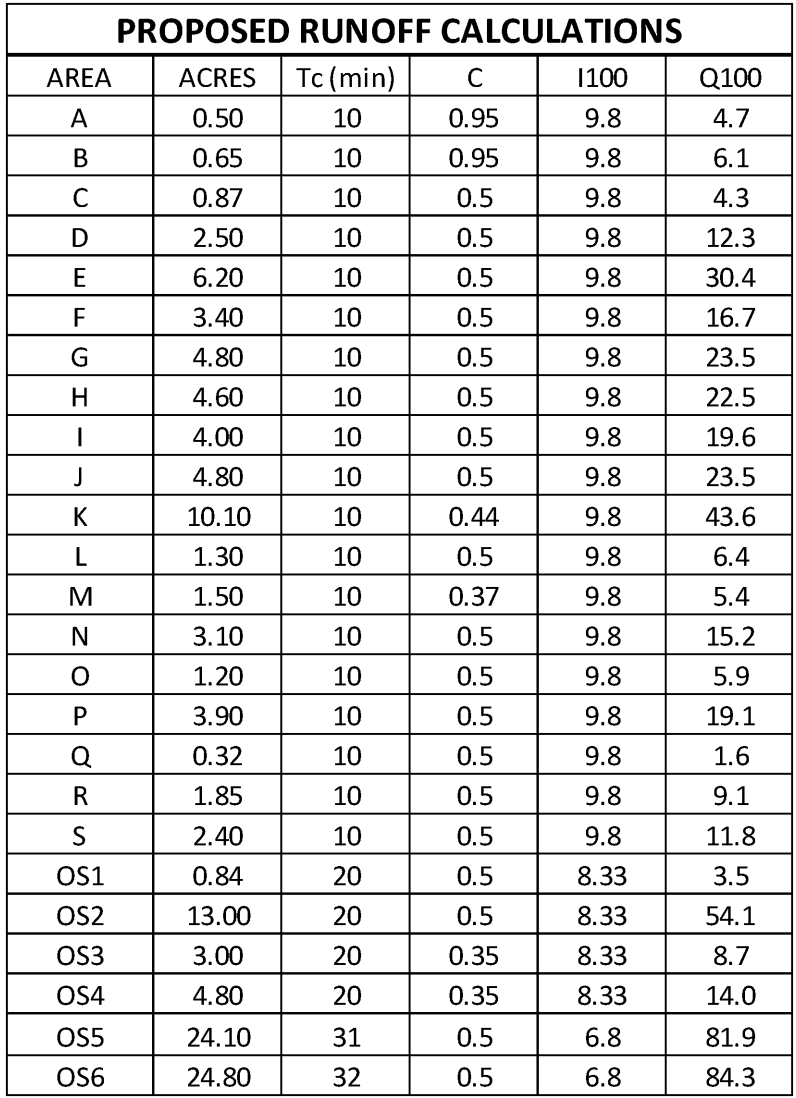 PROPOSED RUNOFF CALCULATIONS
AREA ACRES Tc (min) C I100 Q100
A 0.50 10 0.95 9.8 4.7
B 0.65 10 0.95 9.8 6.1
C 0.87 10 0.5 9.8 4.3
D 2.50 10 0.5 9.8 12.3
E 6.20 10 0.5 9.8 30.4
F 3.40 10 0.5 9.8 16.7
G 4.80 10 0.5 9.8 23.5
H 4.60 10 0.5 9.8 22.5
I 4.00 10 0.5 9.8 19.6
J 4.80 10 0.5 9.8 23.5
K 10.10 10 0.44 9.8 43.6
L 1.30 10 0.5 9.8 6.4
M 1.50 10 0.37 9.8 5.4
N 3.10 10 0.5 9.8 15.2
O 1.20 10 0.5 9.8 5.9
P 3.90 10 0.5 9.8 19.1
Q 0.32 10 0.5 9.8 1.6
R 1.85 10 0.5 9.8 9.1
S 2.40 10 0.5 9.8 11.8
OS1 0.84 20 0.5 8.33 3.5
OS2 13.00 20 0.5 8.33 54.1
OS3 3.00 20 0.35 8.33 8.7
OS4 4.80 20 0.35 8.33 14.0
OS5 24.10 31 0.5 6.8 81.9
OS6 24.80 32 0.5 6.8 84.3